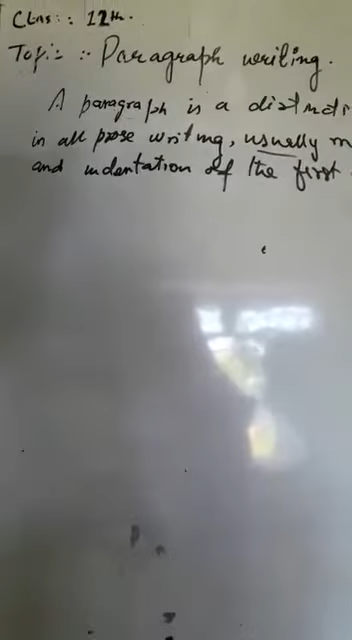 Class: : 12th.
Topic :- Paragraph writing.
A paragraph is a
in all prose writing, usually
and indentation of the first